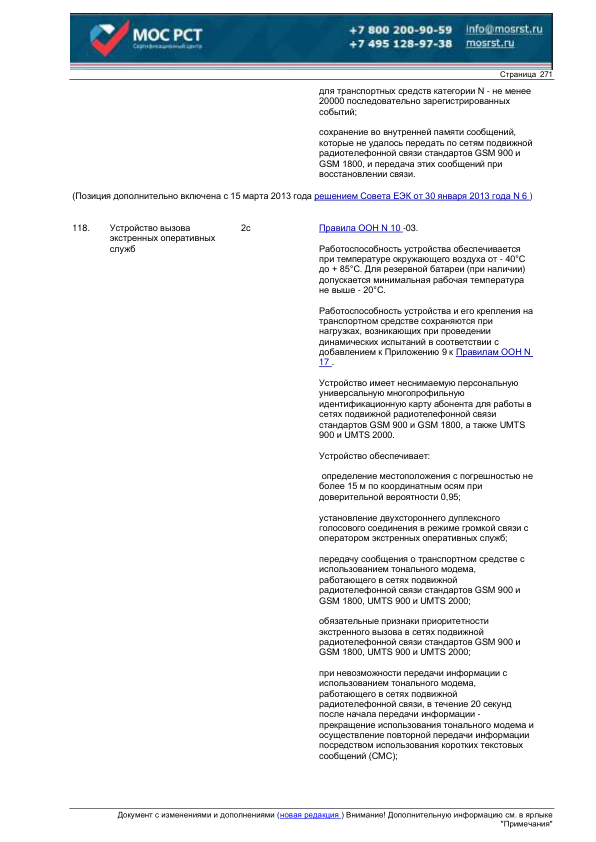 МОС РСТ
Сертификационный центр
+7 800 200-90-59 info@mosrst.ru
+7 495 128-97-38 mosrst.ru
Страница 271
для транспортных средств категории N - не менее
20000 последовательно зарегистрированных
событий;
сохранение во внутренней памяти сообщений,
которые не удалось передать по сетям подвижной
радиотелефонной связи стандартов GSM 900 и
GSM 1800, и передача этих сообщений при
восстановлении связи.
(Позиция дополнительно включена с 15 марта 2013 года решением Совета ЕЭК от 30 января 2013 года N 6 )
118. Устройство вызова 2с Правила ООН N 10 -03.
экстренных оперативных
служб
Работоспособность устройства обеспечивается
при температуре окружающего воздуха от - 40°С
до + 85°С. Для резервной батареи (при наличии)
допускается минимальная рабочая температура
не выше - 20°С.
Работоспособность устройства и его крепления на
транспортном средстве сохраняются при
нагрузках, возникающих при проведении
динамических испытаний в соответствии с
добавлением к Приложению 9 к Правилам ООН N
17 .
Устройство имеет неснимаемую персональную
универсальную многопрофильную
идентификационную карту абонента для работы в
сетях подвижной радиотелефонной связи
стандартов GSM 900 и GSM 1800, а также UMTS
900 и UMTS 2000.
Устройство обеспечивает:
определение местоположения с погрешностью не
более 15 м по координатным осям при
доверительной вероятности 0,95;
установление двухстороннего дуплексного
голосового соединения в режиме громкой связи с
оператором экстренных оперативных служб;
передачу сообщения о транспортном средстве с
использованием тонального модема,
работающего в сетях подвижной
радиотелефонной связи стандартов GSM 900 и
GSM 1800, UMTS 900 и UMTS 2000;
обязательные признаки приоритетности
экстренного вызова в сетях подвижной
радиотелефонной связи стандартов GSM 900 и
GSM 1800, UMTS 900 и UMTS 2000;
при невозможности передачи информации с
использованием тонального модема,
работающего в сетях подвижной
радиотелефонной связи, в течение 20 секунд
после начала передачи информации -
прекращение использования тонального модема и
осуществление повторной передачи информации
посредством использования коротких текстовых
сообщений (СМС);
Документ с изменениями и дополнениями (новая редакция ) Внимание! Дополнительную информацию см. в ярлыке
"Примечания"